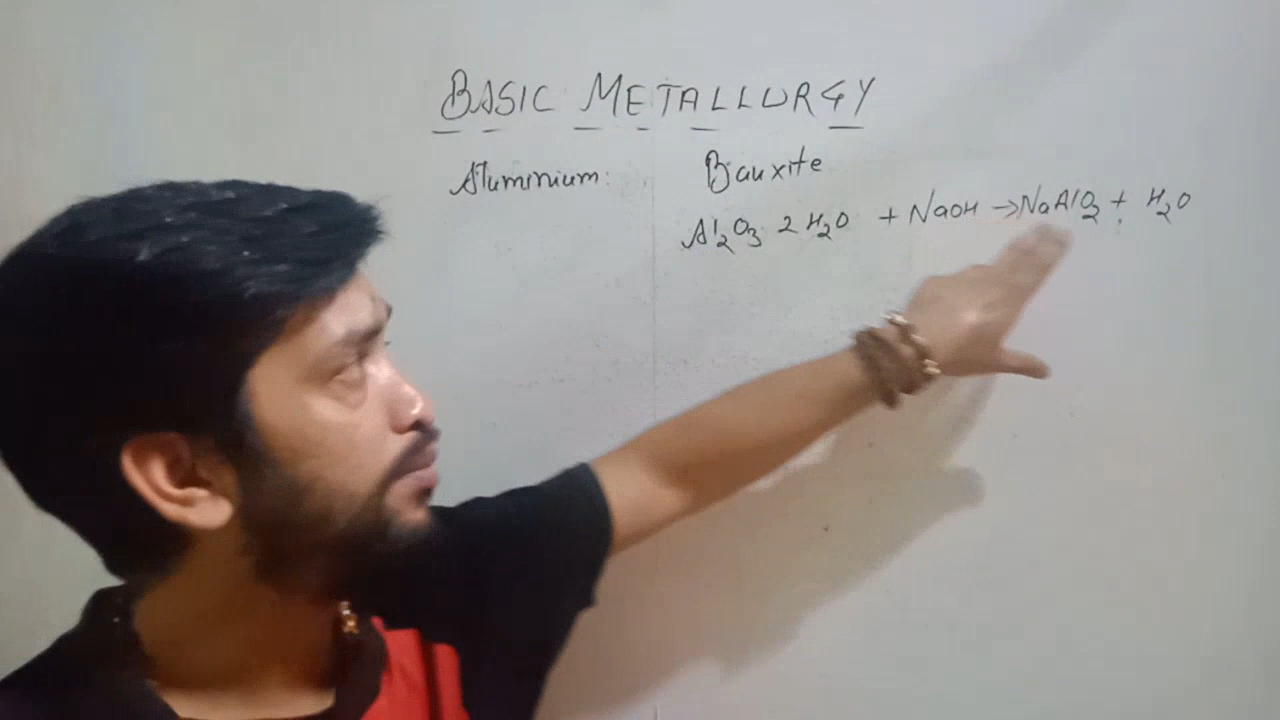 BASIC METALLURGY
Aluminium: Bauxite
Al₂O₃ 2H₂O + NaOH → NaAlO₂ + H₂O